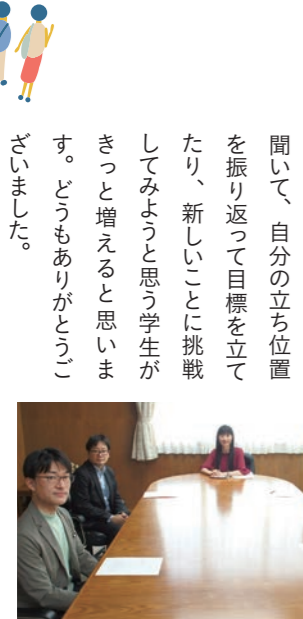 聞いて、自分の立ち位置
を振り返って目標を立て
たり、新しいことに挑戦
してみようと思う学生が
きっと増えると思いま
す。どうもありがとうご
ざいました。